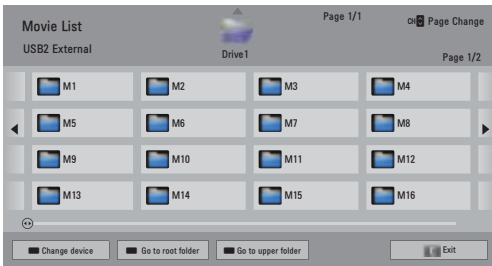 Movie List
Page 1/1
CH Page Change
USB2 External
Drive1
Page 1/2
M1
M2
M3
M4
M5
M6
M7
M8
M9
M10
M11
M12
M13
M14
M15
M16
Change device
Go to root folder
Go to upper folder
Exit